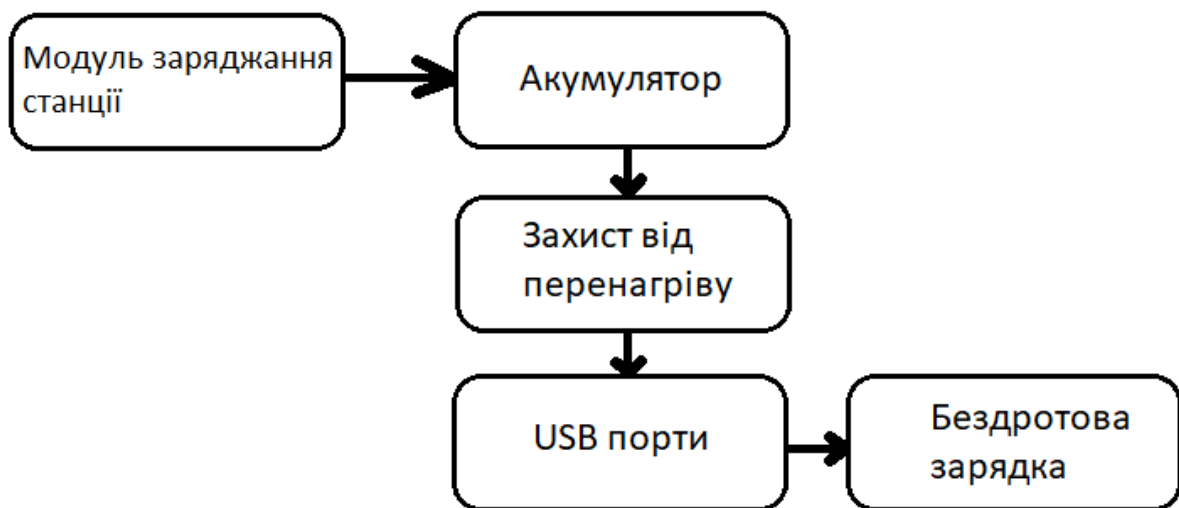 Модуль заряджання
станції
Акумулятор
Захист від
перенагріву
USB порти
Бездротова
зарядка